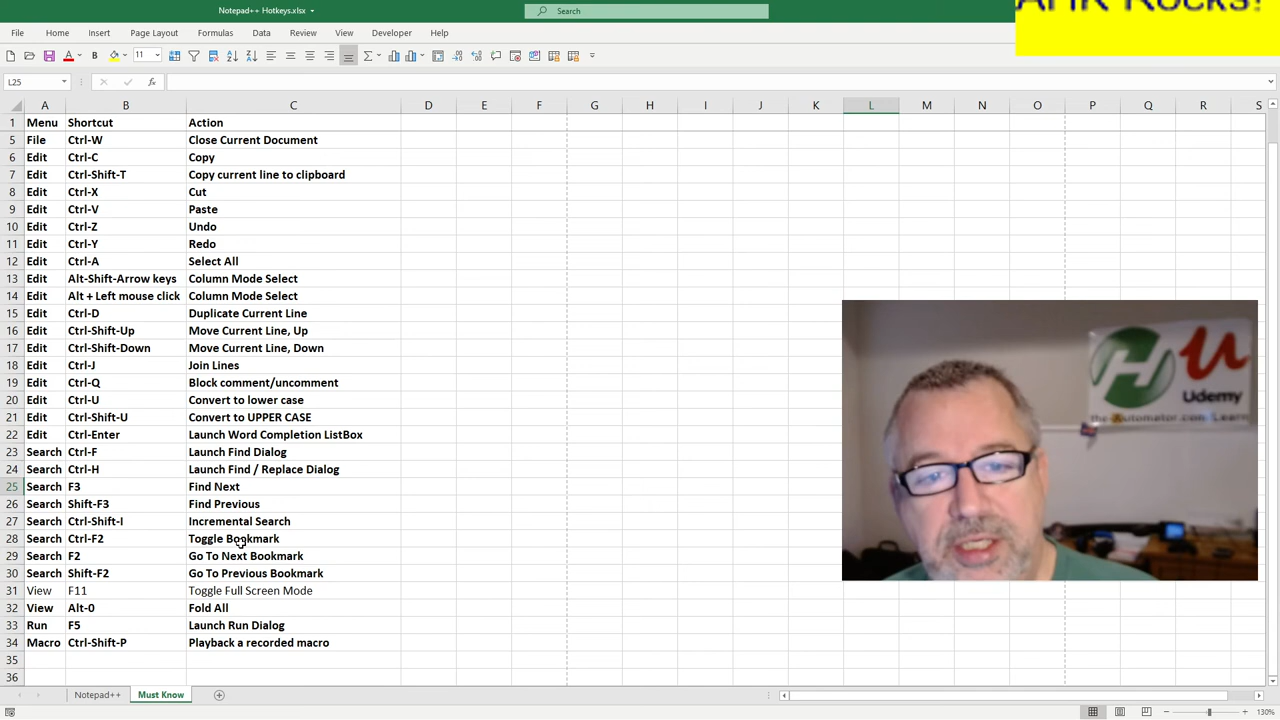 Notepad++ Hotkeys.xlsx
Search
AHK Rocks!
File Home Insert Page Layout Formulas Data Review View Developer Help
11
L25
fx
A B C D E F G H I J K L M N O P Q R S
1 Menu Shortcut Action
5 File Ctrl-W Close Current Document
6 Edit Ctrl-C Copy
7 Edit Ctrl-Shift-T Copy current line to clipboard
8 Edit Ctrl-X Cut
9 Edit Ctrl-V Paste
10 Edit Ctrl-Z Undo
11 Edit Ctrl-Y Redo
12 Edit Ctrl-A Select All
13 Edit Alt-Shift-Arrow keys Column Mode Select
14 Edit Alt + Left mouse click Column Mode Select
15 Edit Ctrl-D Duplicate Current Line
16 Edit Ctrl-Shift-Up Move Current Line, Up
17 Edit Ctrl-Shift-Down Move Current Line, Down
18 Edit Ctrl-J Join Lines
19 Edit Ctrl-Q Block comment/uncomment
20 Edit Ctrl-U Convert to lower case
21 Edit Ctrl-Shift-U Convert to UPPER CASE
22 Edit Ctrl-Enter Launch Word Completion ListBox
23 Search Ctrl-F Launch Find Dialog
24 Search Ctrl-H Launch Find / Replace Dialog
25 Search F3 Find Next
26 Search Shift-F3 Find Previous
27 Search Ctrl-Shift-I Incremental Search
28 Search Ctrl-F2 Toggle Bookmark
29 Search F2 Go To Next Bookmark
30 Search Shift-F2 Go To Previous Bookmark
31 View F11 Toggle Full Screen Mode
32 View Alt-0 Fold All
33 Run F5 Launch Run Dialog
34 Macro Ctrl-Shift-P Playback a recorded macro
35
36
H u
Udemy
the-Automator.com/Learn
Notepad++ Must Know
130%